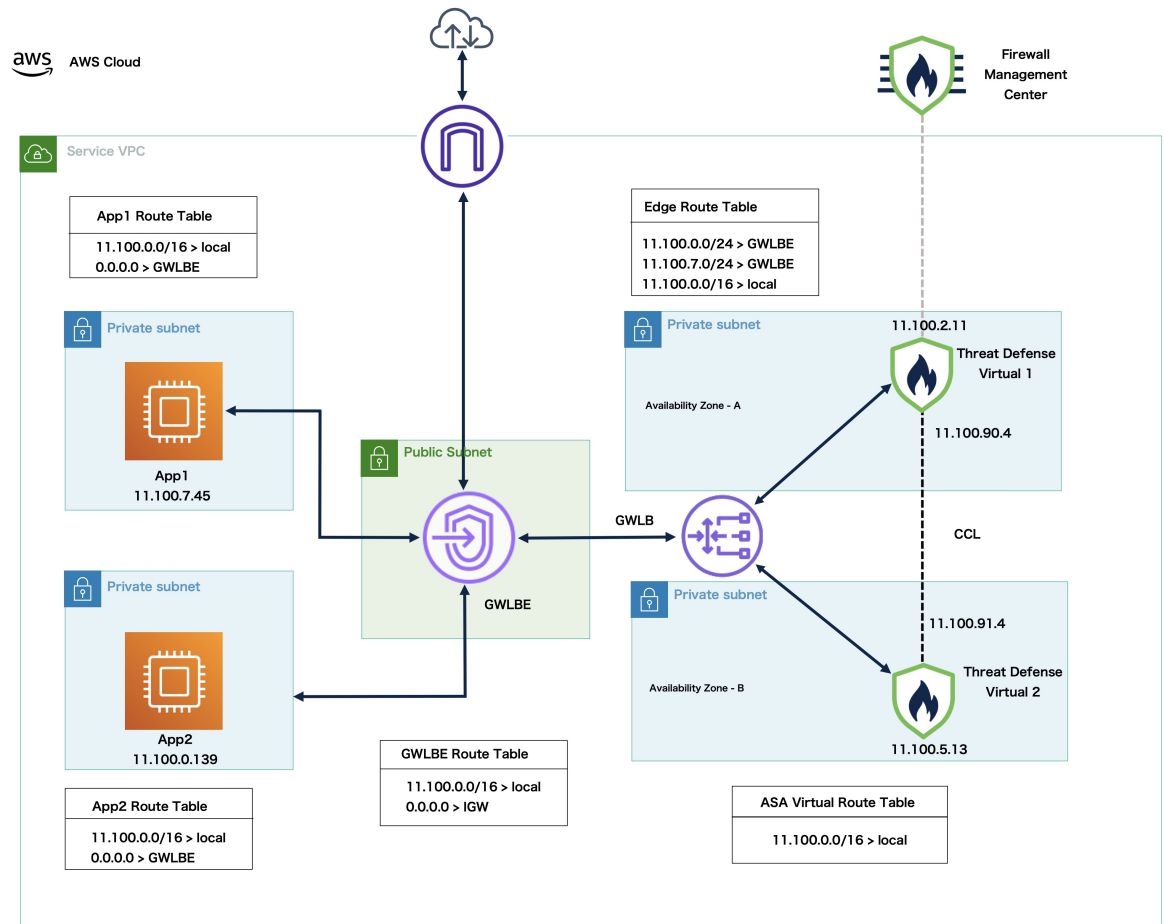 aws
AWS Cloud
Firewall
Management
Center
Service VPC
App1 Route Table
11.100.0.0/16 > local
0.0.0.0 > GWLBE
Edge Route Table
11.100.0.0/24 > GWLBE
11.100.7.0/24 > GWLBE
11.100.0.0/16 > local
Private subnet
App1
11.100.7.45
Private subnet
11.100.2.11
Threat Defense
Virtual 1
Availability Zone - A
11.100.90.4
Public Subnet
GWLBE
GWLB
CCL
Private subnet
App2
11.100.0.139
Private subnet
11.100.91.4
Threat Defense
Virtual 2
Availability Zone - B
11.100.5.13
GWLBE Route Table
11.100.0.0/16 > local
0.0.0.0 > IGW
App2 Route Table
11.100.0.0/16 > local
0.0.0.0 > GWLBE
ASA Virtual Route Table
11.100.0.0/16 > local